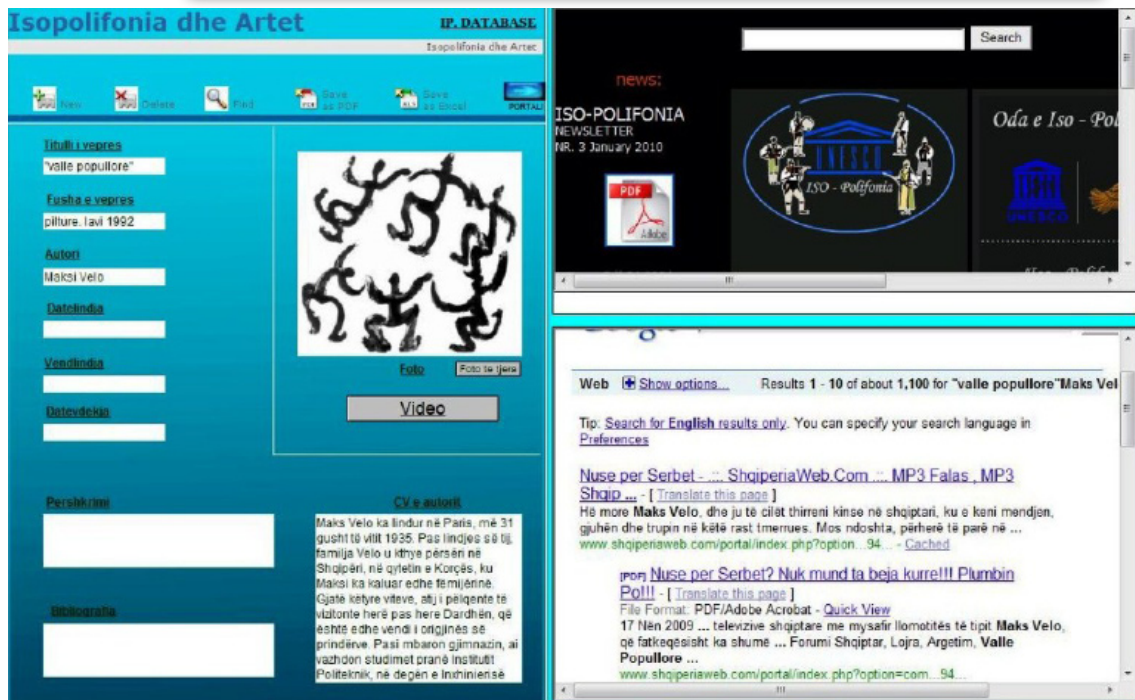 Isopolifonia dhe Artet
IP. DATABASE
Isopolifonia dhe Artet
New
Delete
Find
Save as PDF
Save as Excel
PORTALI
Titulli i vepres
"valle popullore"
Fusha e vepres
pilture. lavi 1992
Autori
Maksi Velo
Datelindja
Vendlindja
Datevdekja
Foto
Foto te tjera
Video
Pershkrimi
Bibliografia
CV e autorit
Maks Velo ka lindur në Paris, më 31
gusht të vitit 1935. Pas lindjes së tij,
familja Velo u kthye përsëri në
Shqipëri, në qytetin e Korçës, ku
Maksi ka kaluar edhe fëmijërinë.
Gjatë këtyre viteve, atij i pëlqente të
vizitonte herë pas here Dardhën, që
është edhe vendi i origjinës së
prindërve. Pasi mbaron gjimnazin, ai
vazhdon studimet pranë Institutit
Politeknik, në degën e Inxhinierisë
Search
news:
ISO-POLIFONIA
NEWSLETTER
NR. 3 January 2010
PDF
Adobe
UNESCO
ISO - Polifonia
Oda e Iso - Pol
UNESCO
Web Show options... Results 1 - 10 of about 1,100 for "valle popullore"Maks Vel
Tip: Search for English results only. You can specify your search language in
Preferences
Nuse per Serbet - .::. ShqiperiaWeb.Com .::. MP3 Falas , MP3
Shqip ... - [ Translate this page ]
Hë more Maks Velo, dhe ju të cilët thirreni kinse në shqiptari, ku e keni mendjen,
gjuhën dhe trupin në këtë rast tmerrues. Mos ndoshta, përherë të parë në ...
www.shqiperiaweb.com/portal/index.php?option...94... - Cached
[PDF] Nuse per Serbet? Nuk mund ta beja kurre!!! Plumbin
Po!!! - [ Translate this page ]
File Format: PDF/Adobe Acrobat - Quick View
17 Nën 2009 ... televizive shqiptare me mysafir llomotitës të tipit Maks Velo,
që fatkeqësisht ka shumë ... Forumi Shqiptar, Lojra, Argetim, Valle
Popullore ...
www.shqiperiaweb.com/portal/index.php?option=com...94...